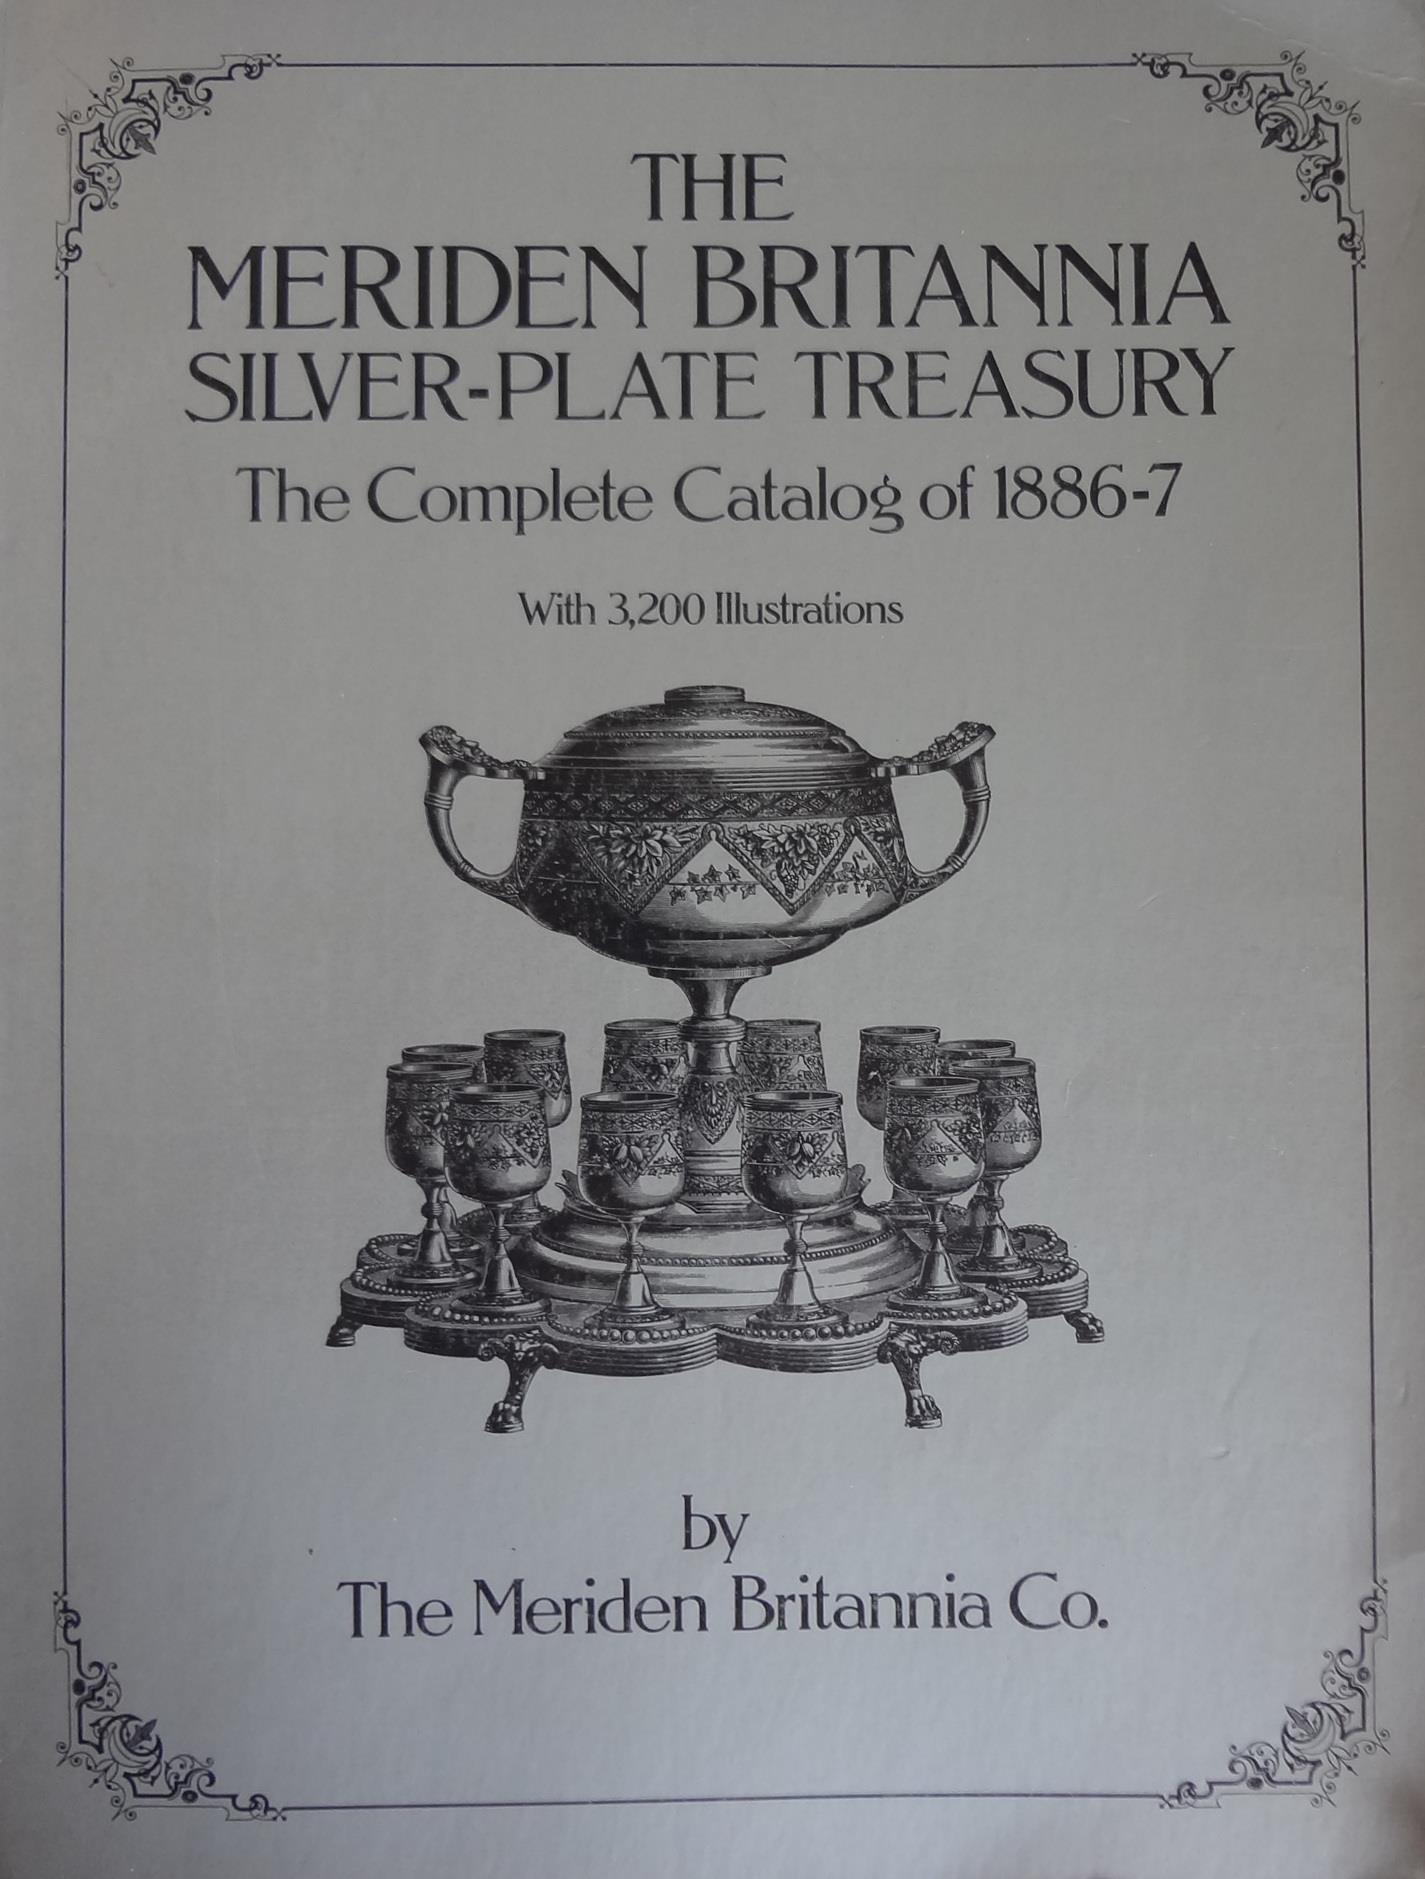 THE
MERIDEN BRITANNIA
SILVER-PLATE TREASURY
The Complete Catalog of 1886-7
With 3,200 Illustrations
by
The Meriden Britannia Co.